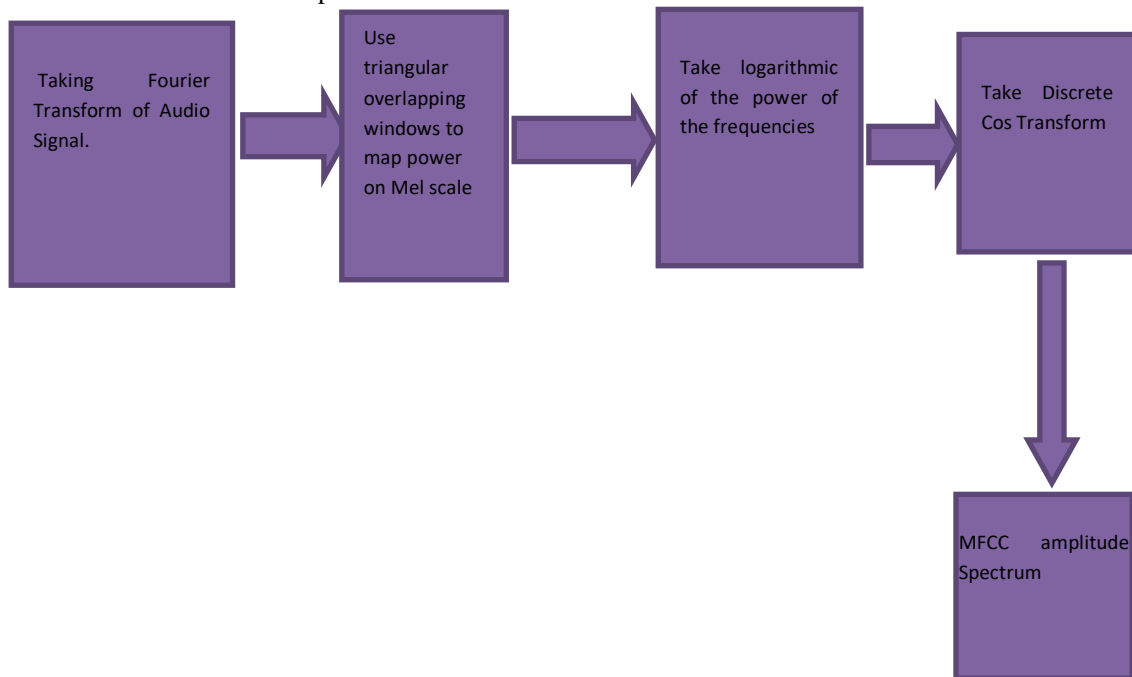 Taking Fourier
Transform of Audio
Signal.
Use
triangular
overlapping
windows to
map power
on Mel scale
Take logarithmic
of the power of
the frequencies
Take Discrete
Cos Transform
MFCC amplitude
Spectrum